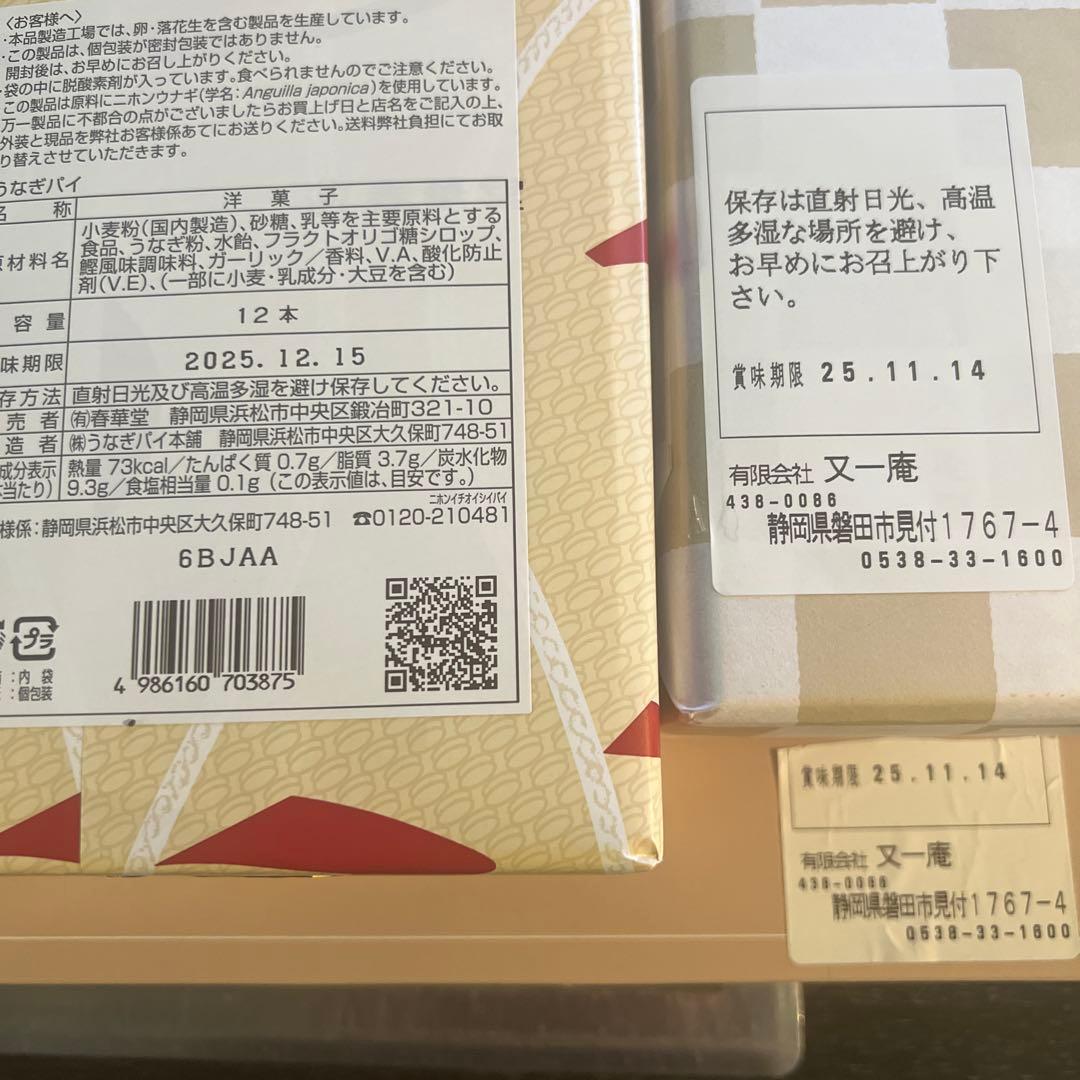 〈お客様へ〉
・本品製造工場では、卵・落花生を含む製品を生産しています。
・この製品は、個包装が密封包装ではありません。
開封後は、お早めにお召し上がりください。
・袋の中に脱酸素剤が入っています。食べられませんのでご注意ください。
この製品は原料にニホンウナギ(学名:Anguilla japonica)を使用しています。
万一製品に不都合の点がございましたらお買上げ日と店名をご記入の上、
外装と現品を弊社お客様係あてにお送りください。送料弊社負担にてお取
り替えさせていただきます。
うなぎパイ
名 称 洋菓子
原材料名 小麦粉(国内製造)、砂糖、乳等を主要原料とする
食品、うなぎ粉、水飴、フラクトオリゴ糖シロップ、
鰹風味調味料、ガーリック/香料、V.A、酸化防止
剤(V.E)、(一部に小麦・乳成分・大豆を含む)
容量 12本
味期限 2025.12.15
存方法 直射日光及び高温多湿を避け保存してください。
売者 ㈲春華堂 静岡県浜松市中央区鍛冶町321-10
造者 ㈱うなぎパイ本舗 静岡県浜松市中央区大久保町748-51
成分表示 熱量 73kcal/たんぱく質 0.7g/脂質 3.7g/炭水化物
当たり) 9.3g/食塩相当量 0.1g (この表示値は、目安です。)
ニホンイチオイシイパイ
様係:静岡県浜松市中央区大久保町748-51 ☎0120-210481
6BJAA
プラ
:内 袋
:個包装
4 986160 703875
保存は直射日光、高温
多湿な場所を避け、
お早めにお召上がり下
さい。
賞味期限 25.11.14
有限会社 又一庵
438-0086
静岡県磐田市見付1767-4
0538-33-1600
賞味期限 25.11.14
有限会社 又一庵
438-0086
静岡県磐田市見付1767-4
0538-33-1600